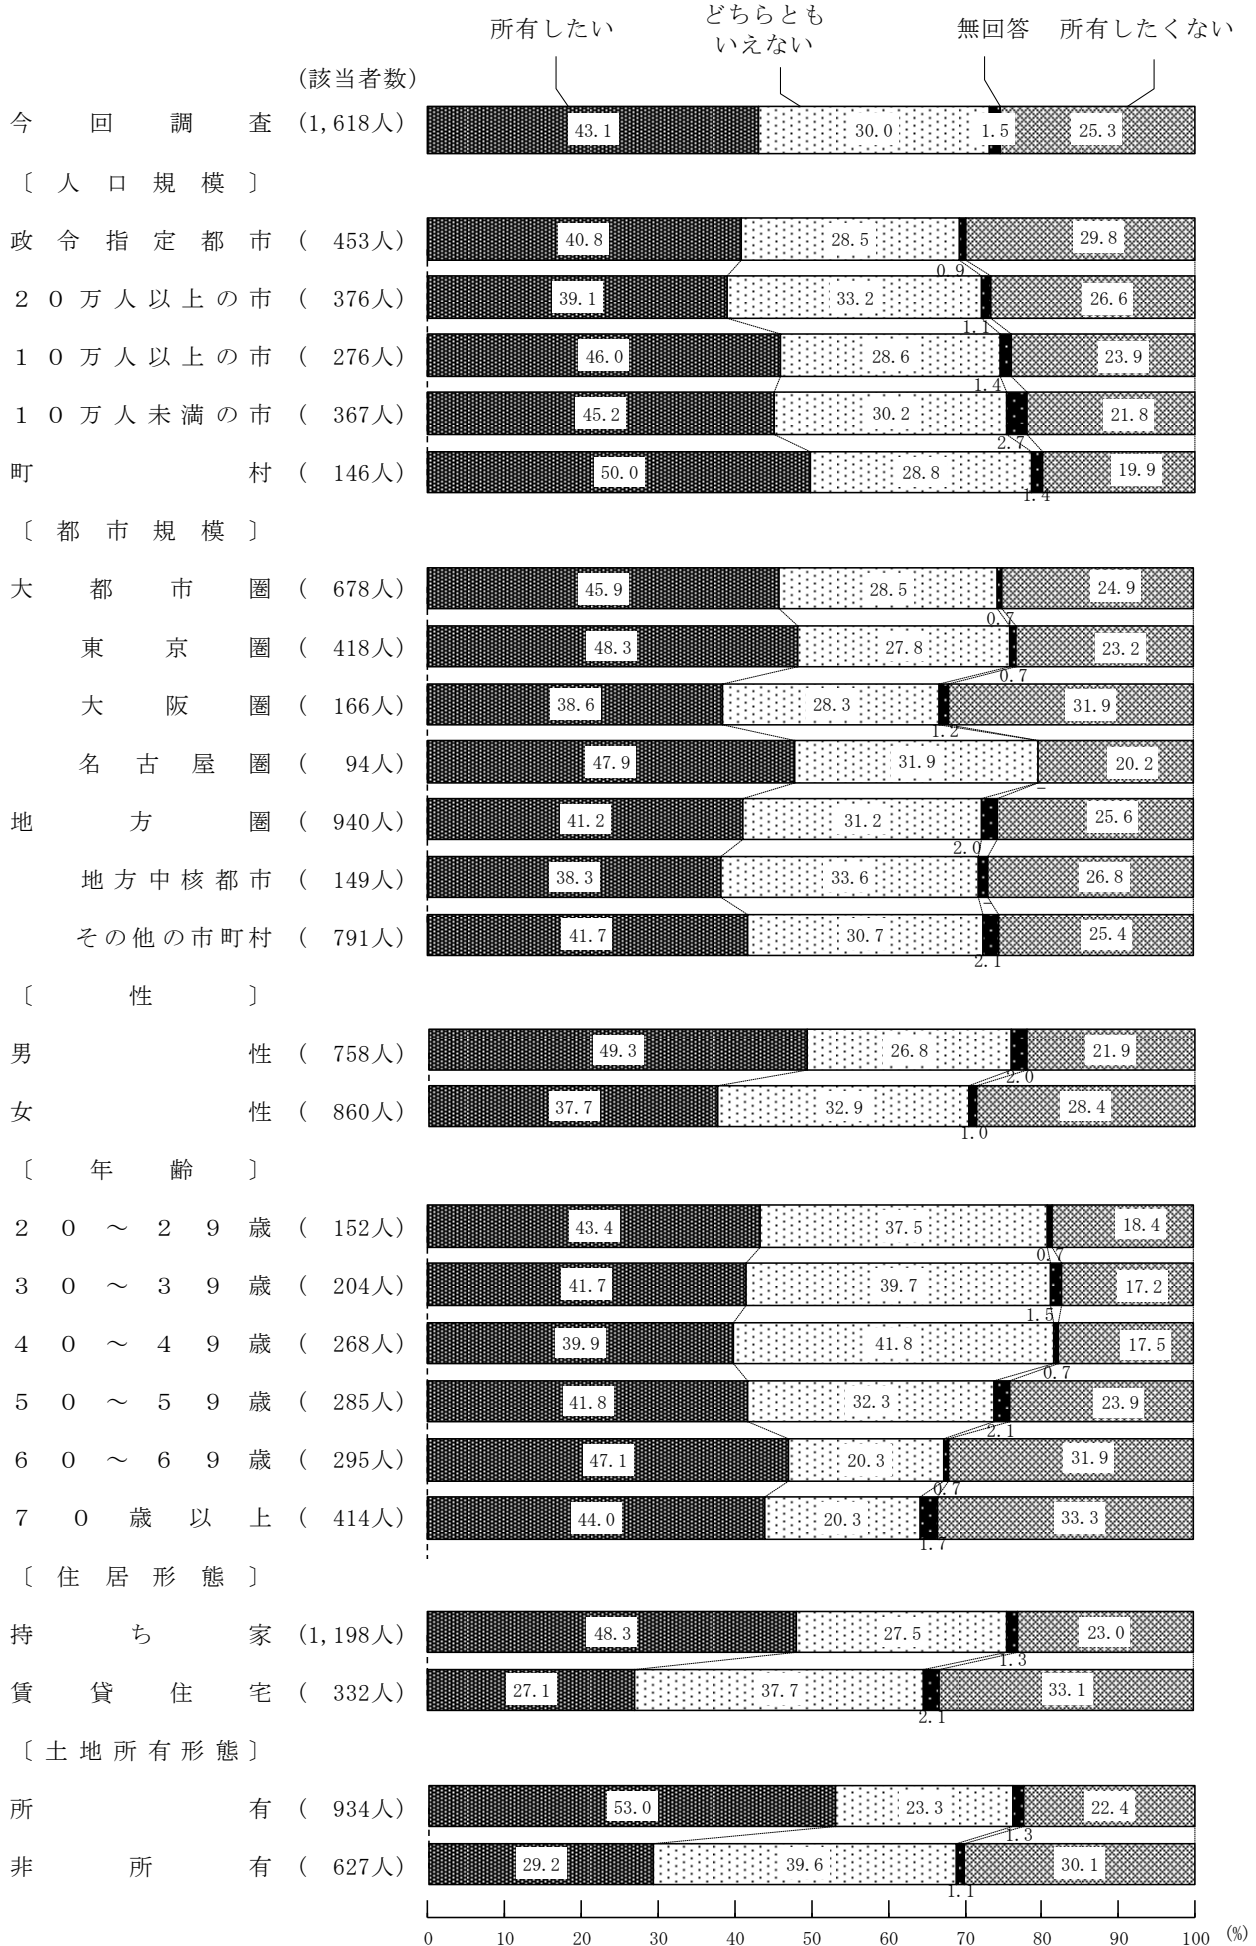 所有したい どちらとも 無回答 所有したくない
いえない
(該当者数)
今回調査 (1,618人) 43.1 30.0 1.5 25.3
〔人口規模〕
政令指定都市 ( 453人) 40.8 28.5 29.8
0.9
20万人以上の市 ( 376人) 39.1 33.2 26.6
1.1
10万人以上の市 ( 276人) 46.0 28.6 23.9
1.4
10万人未満の市 ( 367人) 45.2 30.2 21.8
2.7
町村 ( 146人) 50.0 28.8 19.9
1.4
〔都市規模〕
大都市圏 ( 678人) 45.9 28.5 24.9
0.7
東京圏 ( 418人) 48.3 27.8 23.2
0.7
大阪圏 ( 166人) 38.6 28.3 31.9
1.2
名古屋圏 ( 94人) 47.9 31.9 20.2
-
地方圏 ( 940人) 41.2 31.2 25.6
2.0
地方中核都市 ( 149人) 38.3 33.6 26.8
-
その他の市町村 ( 791人) 41.7 30.7 25.4
2.1
〔性〕
男性 ( 758人) 49.3 26.8 21.9
2.0
女性 ( 860人) 37.7 32.9 28.4
1.0
〔年齢〕
20～29歳 ( 152人) 43.4 37.5 18.4
0.7
30～39歳 ( 204人) 41.7 39.7 17.2
1.5
40～49歳 ( 268人) 39.9 41.8 17.5
0.7
50～59歳 ( 285人) 41.8 32.3 23.9
2.1
60～69歳 ( 295人) 47.1 20.3 31.9
0.7
70歳以上 ( 414人) 44.0 20.3 33.3
1.7
〔住居形態〕
持ち家 (1,198人) 48.3 27.5 23.0
1.3
賃貸住宅 ( 332人) 27.1 37.7 33.1
2.1
〔土地所有形態〕
所有 ( 934人) 53.0 23.3 22.4
1.3
非所有 ( 627人) 29.2 39.6 30.1
1.1
0 10 20 30 40 50 60 70 80 90 100 (%)